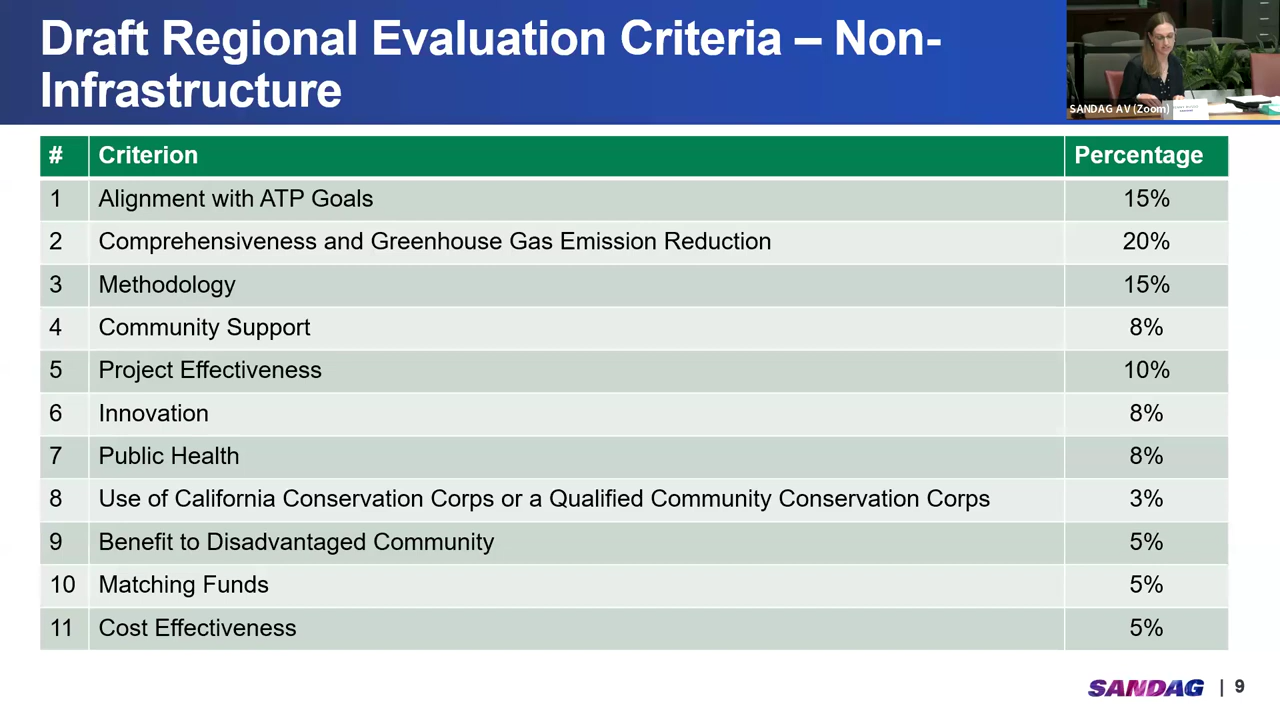 Draft Regional Evaluation Criteria – Non-
Infrastructure
SANDAG AV (Zoom)
# Criterion Percentage
1 Alignment with ATP Goals 15%
2 Comprehensiveness and Greenhouse Gas Emission Reduction 20%
3 Methodology 15%
4 Community Support 8%
5 Project Effectiveness 10%
6 Innovation 8%
7 Public Health 8%
8 Use of California Conservation Corps or a Qualified Community Conservation Corps 3%
9 Benefit to Disadvantaged Community 5%
10 Matching Funds 5%
11 Cost Effectiveness 5%
SANDAG | 9